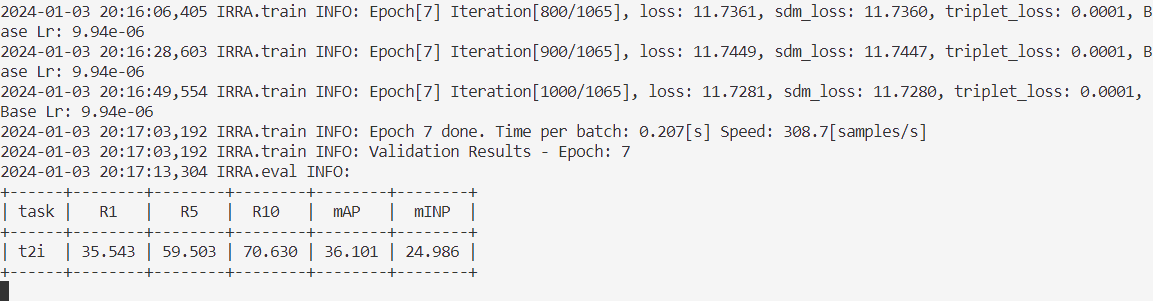 2024-01-03 20:16:06,405 IRRA.train INFO: Epoch[7] Iteration[800/1065], loss: 11.7361, sdm_loss: 11.7360, triplet_loss: 0.0001, B
ase Lr: 9.94e-06
2024-01-03 20:16:28,603 IRRA.train INFO: Epoch[7] Iteration[900/1065], loss: 11.7449, sdm_loss: 11.7447, triplet_loss: 0.0001, B
ase Lr: 9.94e-06
2024-01-03 20:16:49,554 IRRA.train INFO: Epoch[7] Iteration[1000/1065], loss: 11.7281, sdm_loss: 11.7280, triplet_loss: 0.0001,
Base Lr: 9.94e-06
2024-01-03 20:17:03,192 IRRA.train INFO: Epoch 7 done. Time per batch: 0.207[s] Speed: 308.7[samples/s]
2024-01-03 20:17:03,192 IRRA.train INFO: Validation Results - Epoch: 7
2024-01-03 20:17:13,304 IRRA.eval INFO:
+------+--------+--------+--------+--------+--------+
| task |   R1   |   R5   |  R10   |  mAP   |  mINP  |
+------+--------+--------+--------+--------+--------+
| t2i  | 35.543 | 59.503 | 70.630 | 36.101 | 24.986 |
+------+--------+--------+--------+--------+--------+